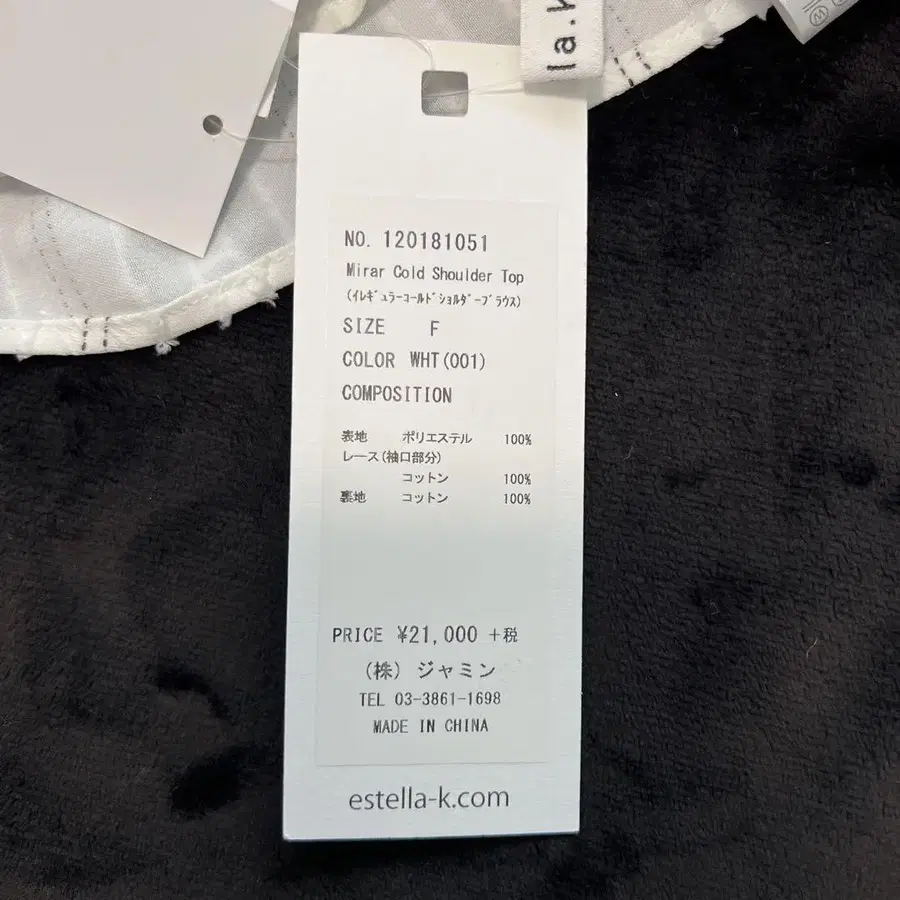 la.k
NO. 120181051
Mirar Cold Shoulder Top
(ｲﾚｷﾞｭﾗｰｺｰﾙﾄﾞｼｮﾙﾀﾞｰﾌﾞﾗｳｽ)
SIZE F
COLOR WHT(001)
COMPOSITION
表地 ポリエステル 100%
レース(袖口部分)
コットン 100%
裏地 コットン 100%
PRICE ¥21,000 +税
(株) ジャミン
TEL 03-3861-1698
MADE IN CHINA
estella-k.com